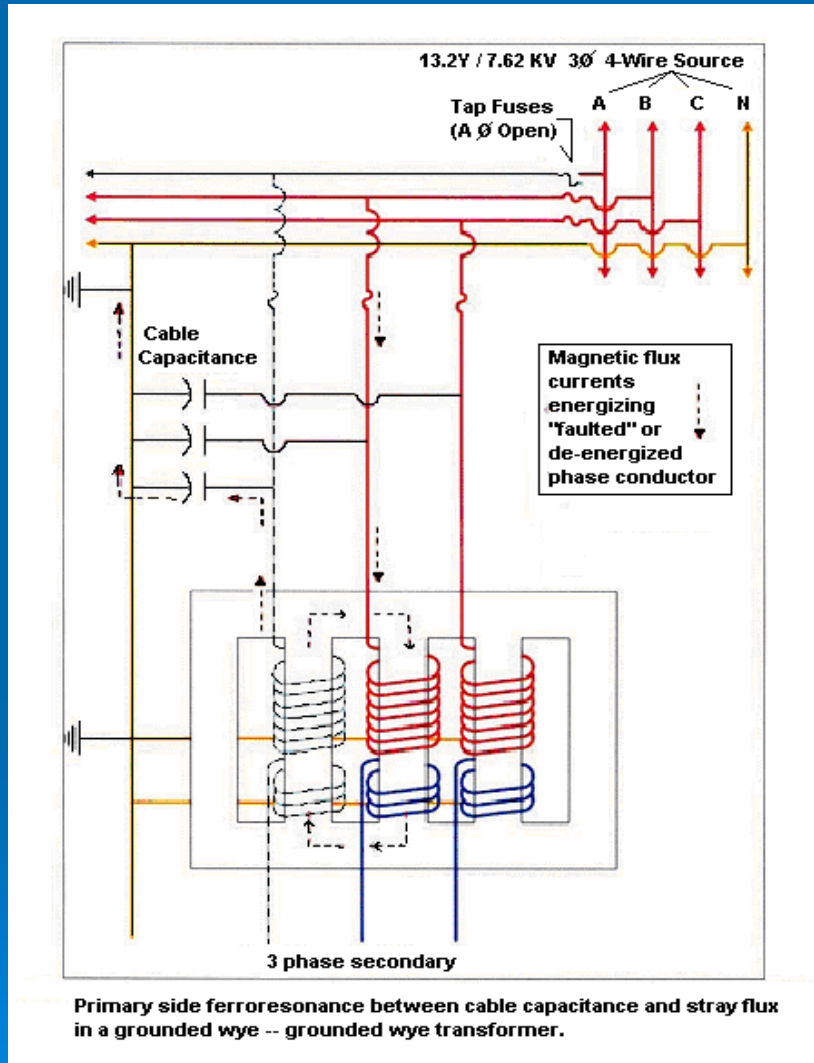 13.2Y / 7.62 KV 3Ø 4-Wire Source
A B C N
Tap Fuses
(A Ø Open)
Cable
Capacitance
Magnetic flux
currents
energizing
"faulted" or
de-energized
phase conductor
3 phase secondary
Primary side ferroresonance between cable capacitance and stray flux
in a grounded wye -- grounded wye transformer.